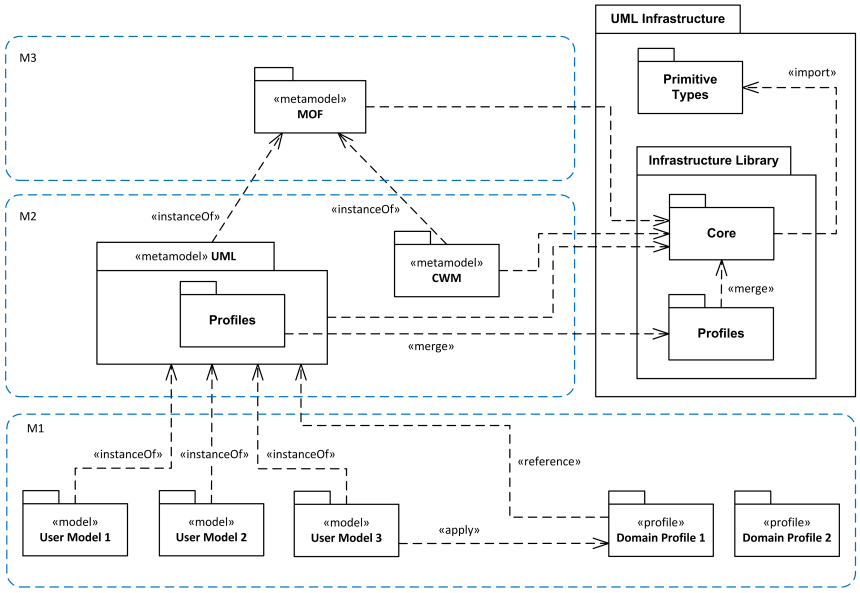 UML Infrastructure
M3
Primitive
Types
«import»
«metamodel»
MOF
Infrastructure Library
M2
«instanceOf»
«instanceOf»
Core
«metamodel» UML
«metamodel»
CWM
«merge»
Profiles
Profiles
«merge»
M1
«instanceOf»
«instanceOf»
«instanceOf»
«reference»
«model»
User Model 1
«model»
User Model 2
«model»
User Model 3
«apply»
«profile»
Domain Profile 1
«profile»
Domain Profile 2